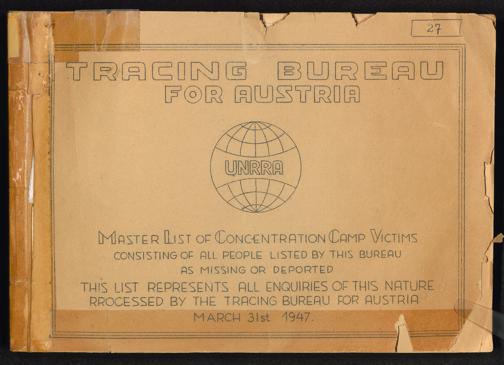 27
TRACING BUREAU
FOR AUSTRIA
UNRRA
MASTER LIST OF CONCENTRATION CAMP VICTIMS
CONSISTING OF ALL PEOPLE LISTED BY THIS BUREAU
AS MISSING OR DEPORTED
THIS LIST REPRESENTS ALL ENQUIRIES OF THIS NATURE
RROCESSED BY THE TRACING BUREAU FOR AUSTRIA
MARCH 31st 1947.